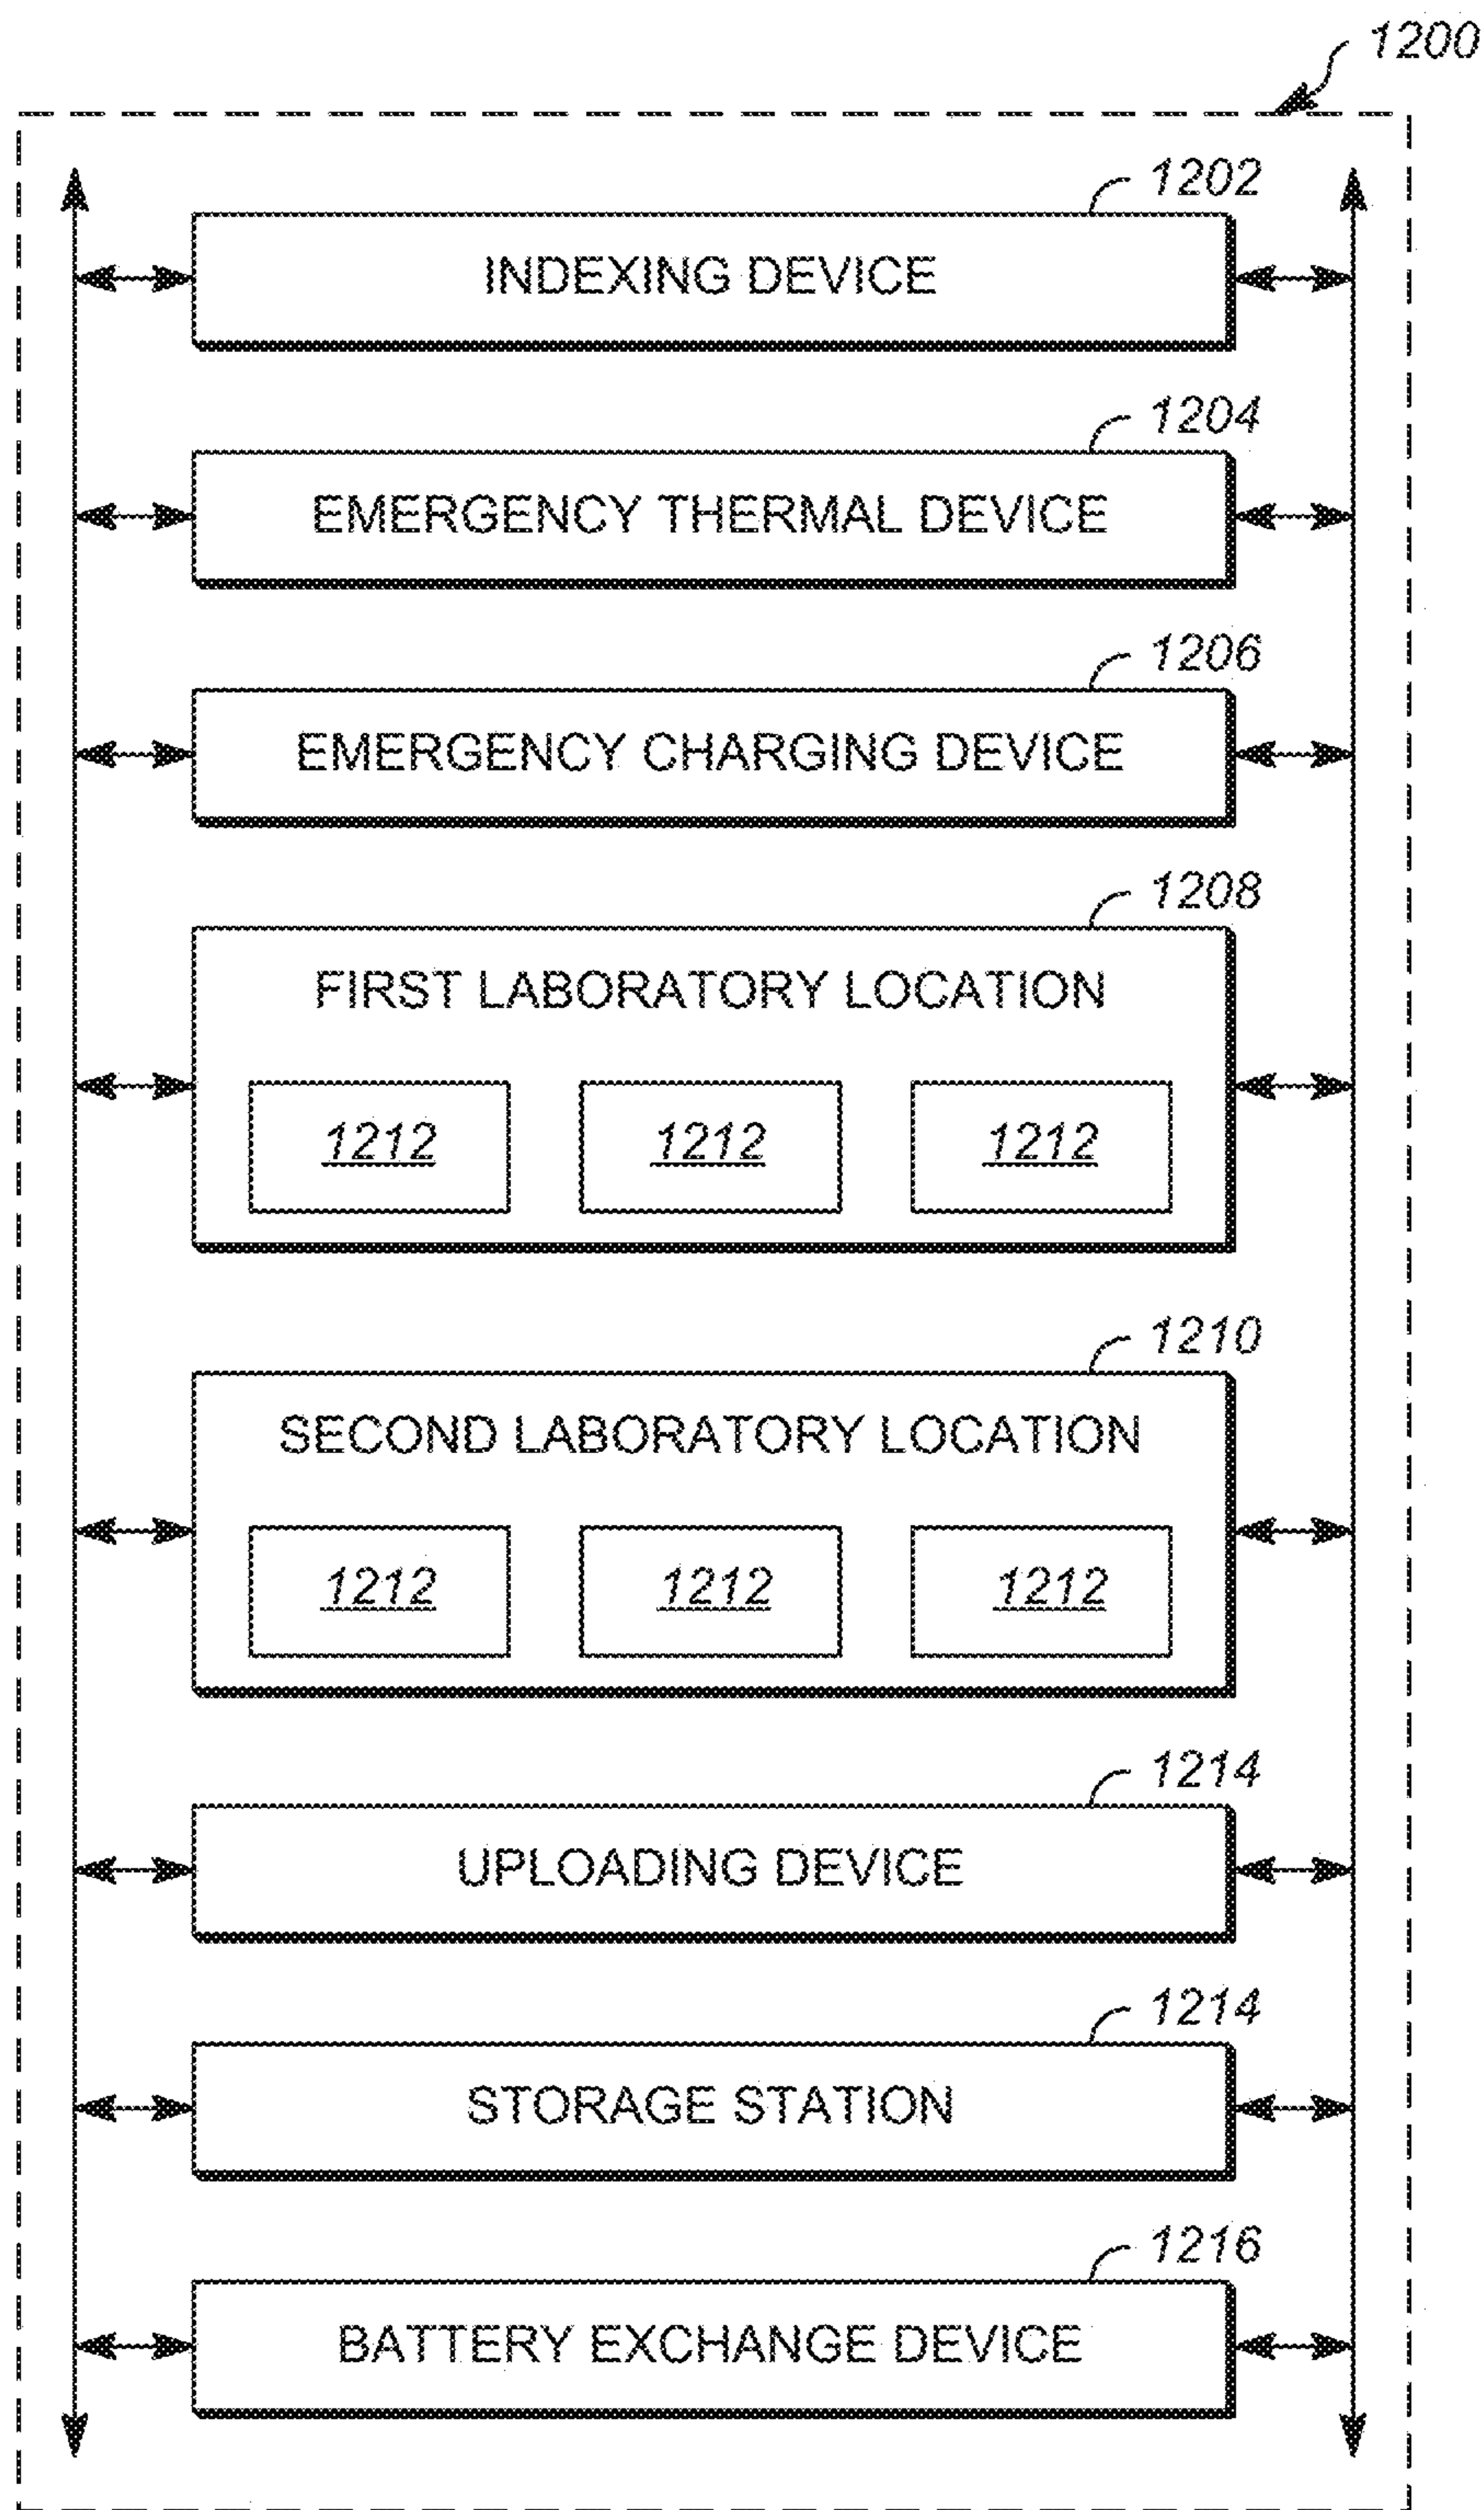 1200
1202
INDEXING DEVICE
1204
EMERGENCY THERMAL DEVICE
1206
EMERGENCY CHARGING DEVICE
1208
FIRST LABORATORY LOCATION
1212 1212 1212
1210
SECOND LABORATORY LOCATION
1212 1212 1212
1214
UPLOADING DEVICE
1214
STORAGE STATION
1216
BATTERY EXCHANGE DEVICE